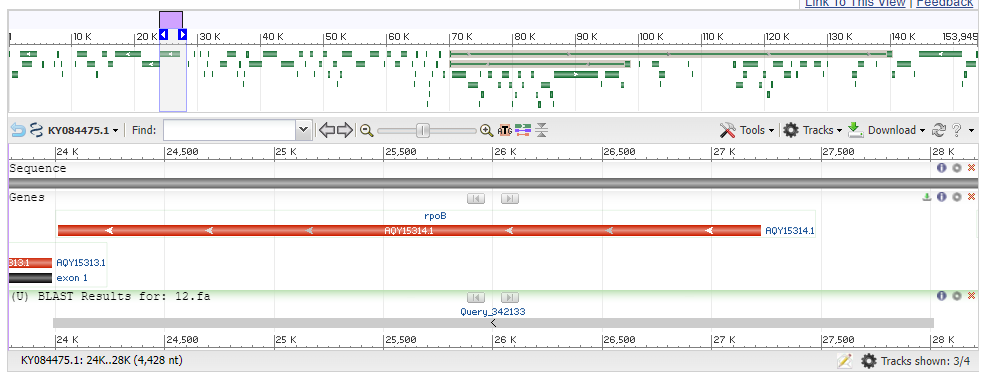 Link To This View | Feedback
10 K 20 K 30 K 40 K 50 K 60 K 70 K 80 K 90 K 100 K 110 K 120 K 130 K 140 K 153,945
KY084475.1 Find: ATG Tools Tracks Download ?
24 K 24,500 25 K 25,500 26 K 26,500 27 K 27,500 28 K
Sequence
Genes
rpoB
AQY15314.1 AQY15314.1
313.1 AQY15313.1
exon 1
(U) BLAST Results for: 12.fa
Query_342133
24 K 24,500 25 K 25,500 26 K 26,500 27 K 27,500 28 K
KY084475.1: 24K..28K (4,428 nt) Tracks shown: 3/4